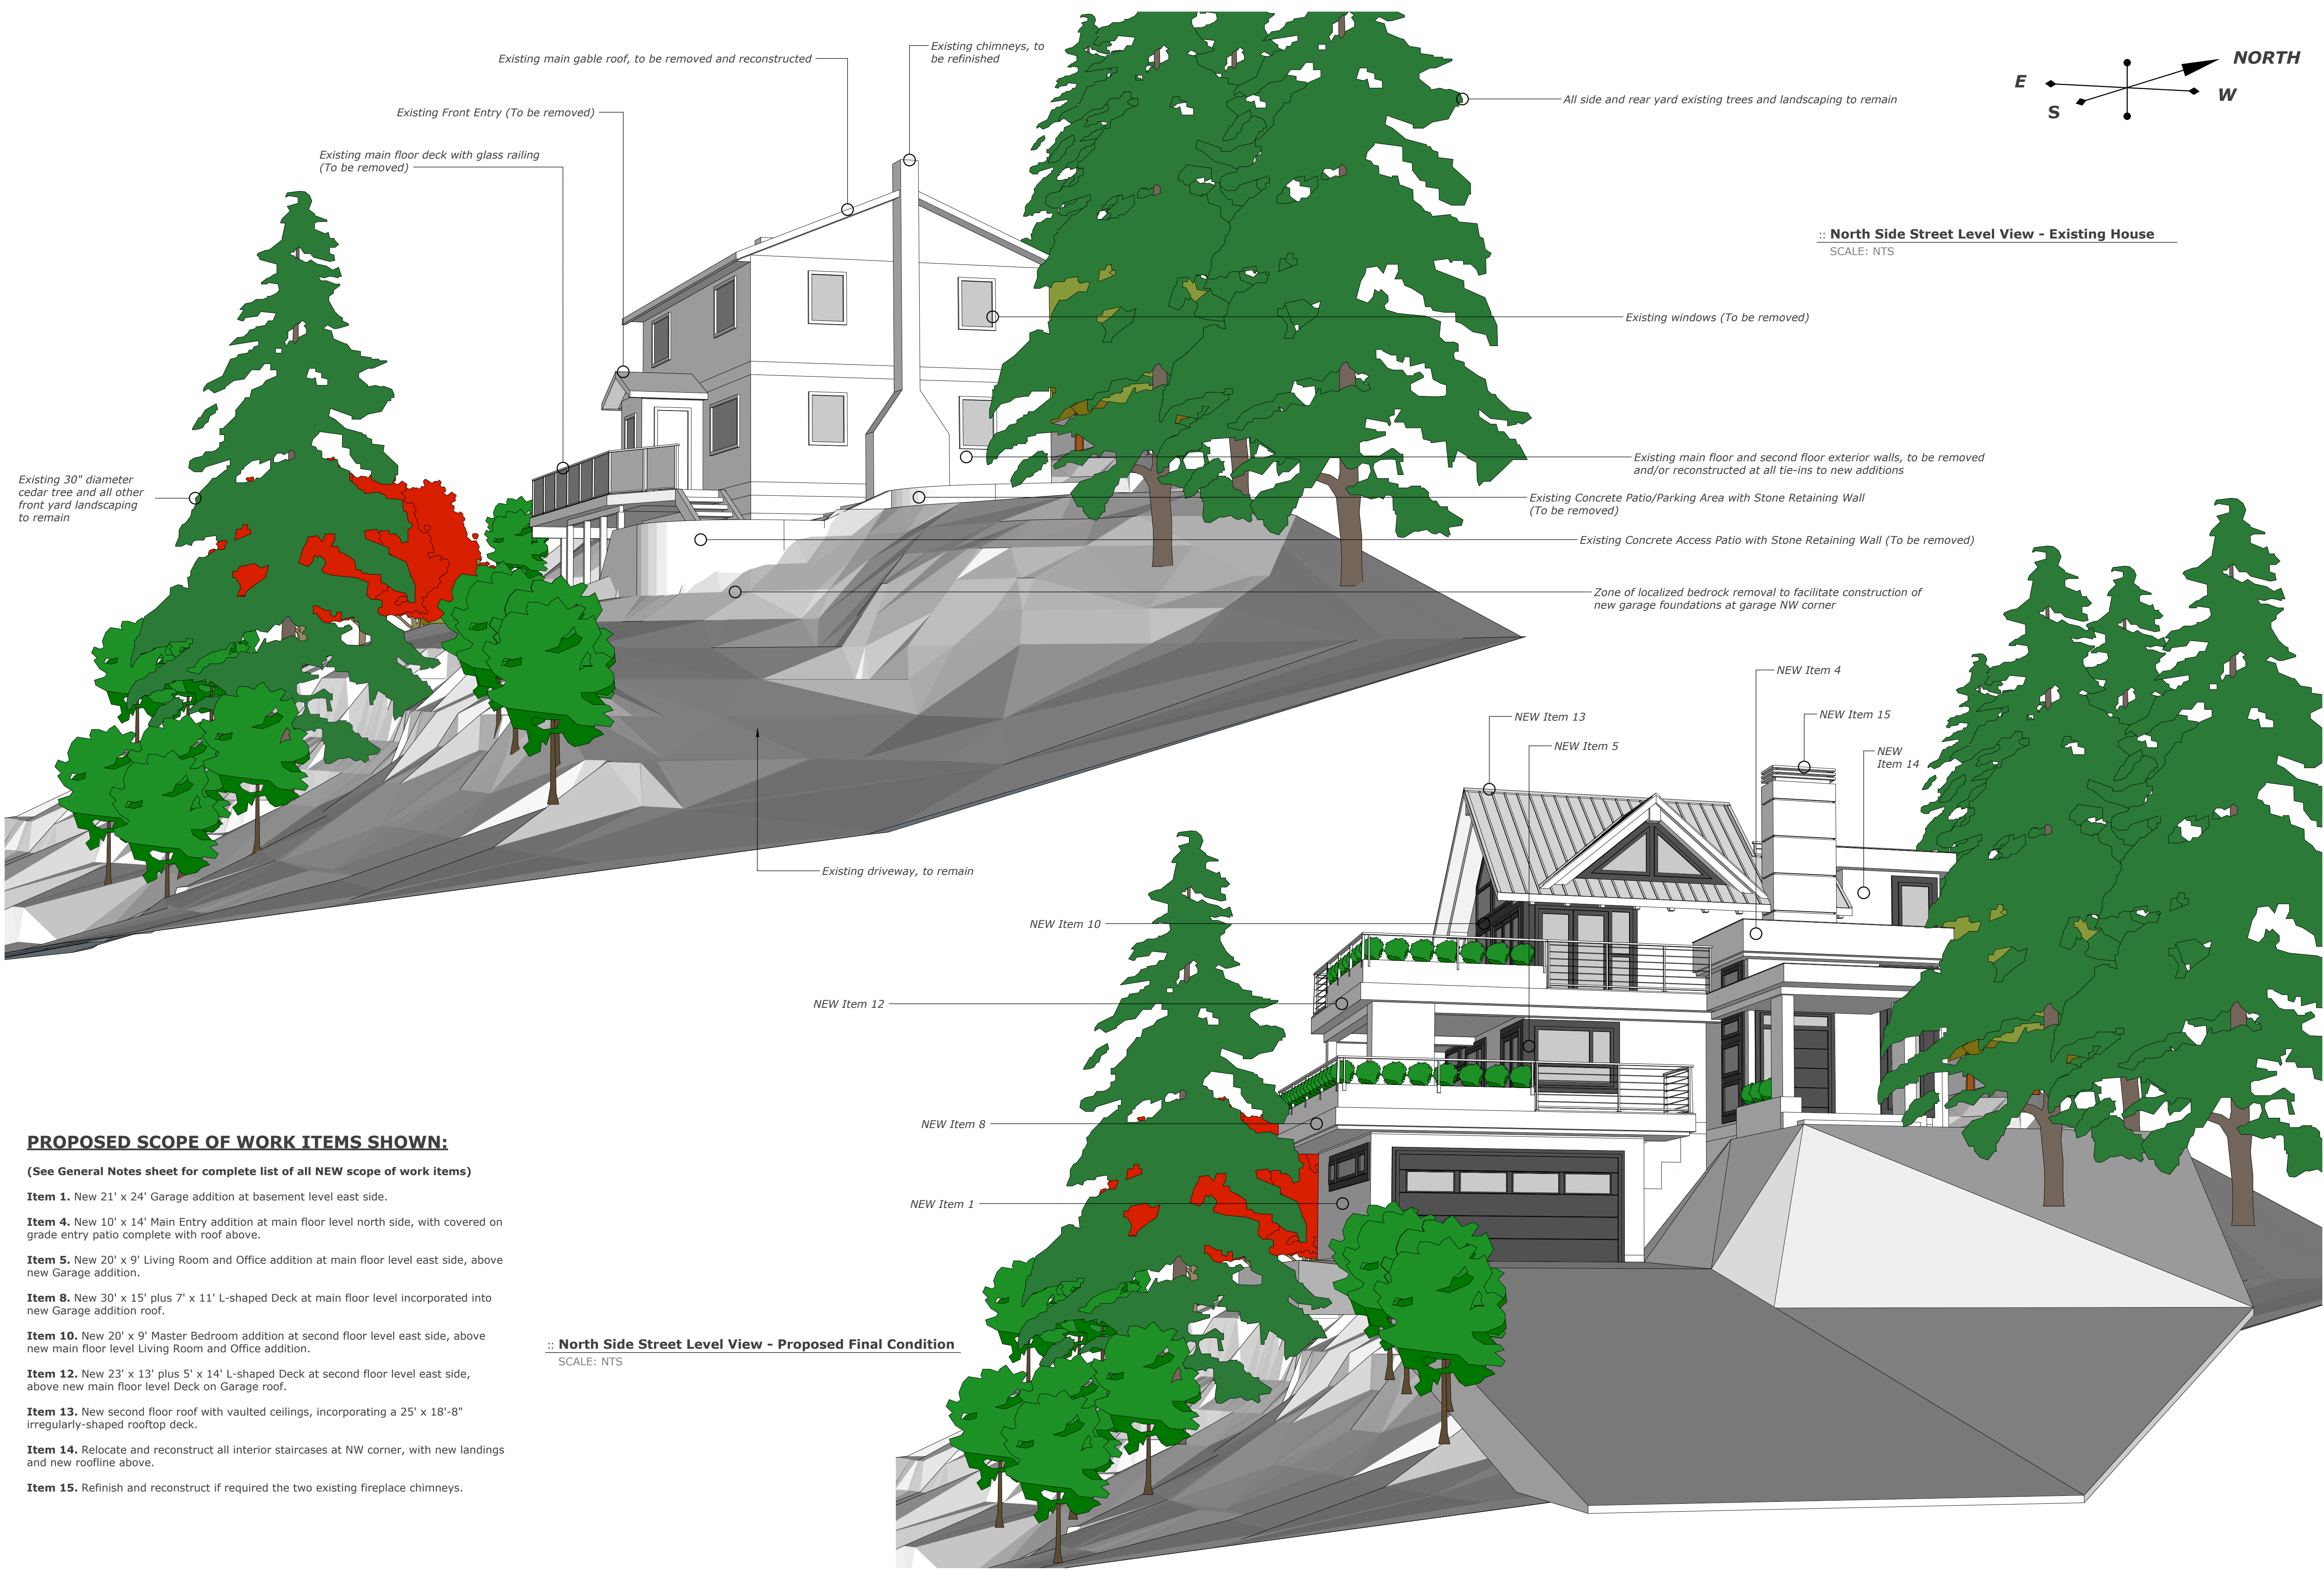 Existing main gable roof, to be removed and reconstructed
Existing chimneys, to
be refinished
Existing Front Entry (To be removed)
Existing main floor deck with glass railing
(To be removed)
All side and rear yard existing trees and landscaping to remain
NORTH
E
W
S
:: North Side Street Level View - Existing House
SCALE: NTS
Existing windows (To be removed)
Existing 30" diameter
cedar tree and all other
front yard landscaping
to remain
Existing main floor and second floor exterior walls, to be removed
and/or reconstructed at all tie-ins to new additions
Existing Concrete Patio/Parking Area with Stone Retaining Wall
(To be removed)
Existing Concrete Access Patio with Stone Retaining Wall (To be removed)
Zone of localized bedrock removal to facilitate construction of
new garage foundations at garage NW corner
Existing driveway, to remain
NEW Item 4
NEW Item 13
NEW Item 15
NEW Item 5
NEW
Item 14
NEW Item 10
NEW Item 12
NEW Item 8
NEW Item 1
PROPOSED SCOPE OF WORK ITEMS SHOWN:
(See General Notes sheet for complete list of all NEW scope of work items)
Item 1. New 21' x 24' Garage addition at basement level east side.
Item 4. New 10' x 14' Main Entry addition at main floor level north side, with covered on
grade entry patio complete with roof above.
Item 5. New 20' x 9' Living Room and Office addition at main floor level east side, above
new Garage addition.
Item 8. New 30' x 15' plus 7' x 11' L-shaped Deck at main floor level incorporated into
new Garage addition roof.
Item 10. New 20' x 9' Master Bedroom addition at second floor level east side, above
new main floor level Living Room and Office addition.
Item 12. New 23' x 13' plus 5' x 14' L-shaped Deck at second floor level east side,
above new main floor level Deck on Garage roof.
Item 13. New second floor roof with vaulted ceilings, incorporating a 25' x 18'-8"
irregularly-shaped rooftop deck.
Item 14. Relocate and reconstruct all interior staircases at NW corner, with new landings
and new roofline above.
Item 15. Refinish and reconstruct if required the two existing fireplace chimneys.
:: North Side Street Level View - Proposed Final Condition
SCALE: NTS